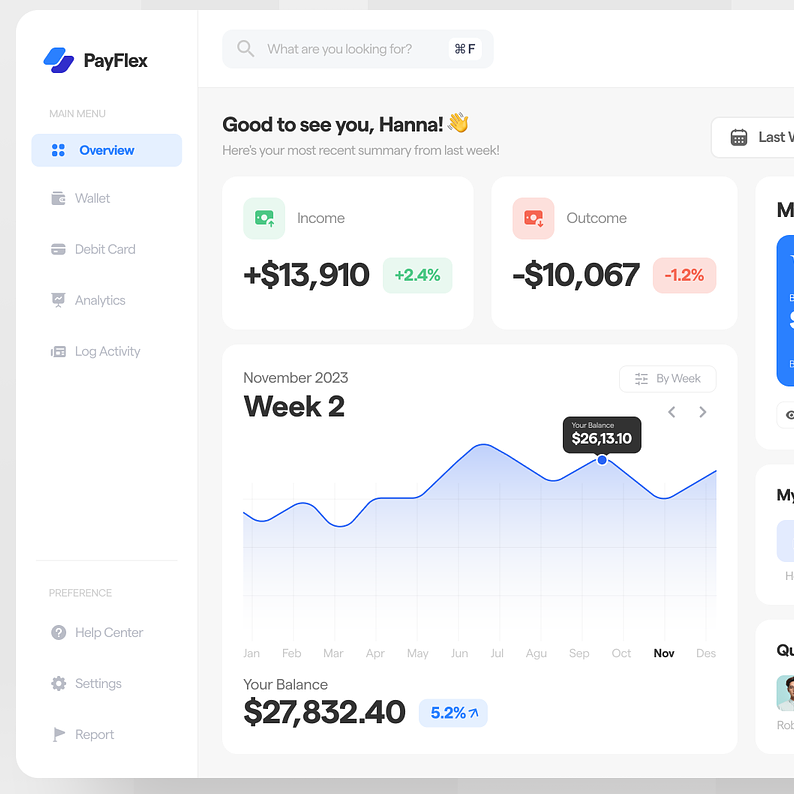 PayFlex
What are you looking for?
⌘ F
MAIN MENU
Overview
Wallet
Debit Card
Analytics
Log Activity
PREFERENCE
Help Center
Settings
Report
Good to see you, Hanna! 👋
Here's your most recent summary from last week!
Last
Income
+$13,910
+2.4%
Outcome
-$10,067
-1.2%
November 2023
Week 2
By Week
Your Balance
$26,13.10
Jan Feb Mar Apr May Jun Jul Agu Sep Oct Nov Des
Your Balance
$27,832.40
5.2%
My